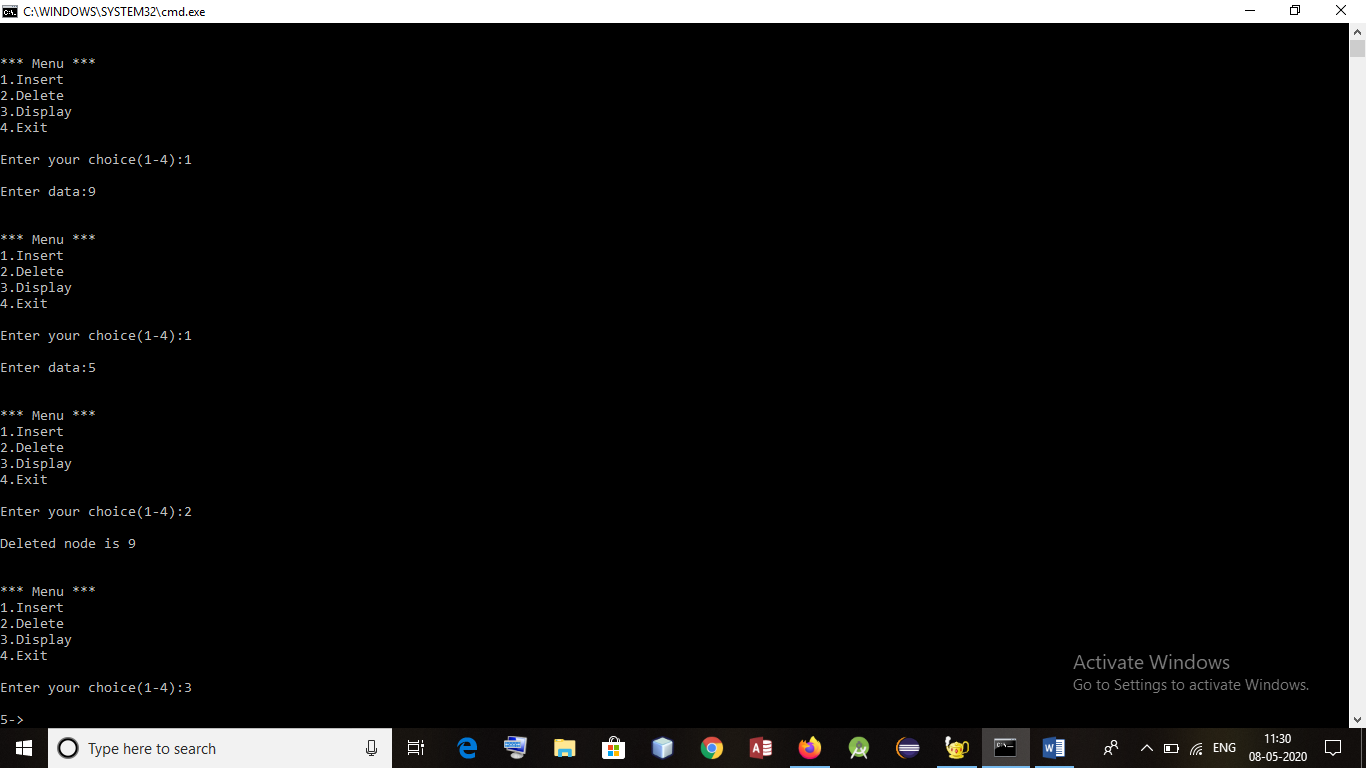 C:\WINDOWS\SYSTEM32\cmd.exe
*** Menu ***
1.Insert
2.Delete
3.Display
4.Exit
Enter your choice(1-4):1
Enter data:9
*** Menu ***
1.Insert
2.Delete
3.Display
4.Exit
Enter your choice(1-4):1
Enter data:5
*** Menu ***
1.Insert
2.Delete
3.Display
4.Exit
Enter your choice(1-4):2
Deleted node is 9
*** Menu ***
1.Insert
2.Delete
3.Display
4.Exit
Enter your choice(1-4):3
5->
Activate Windows
Go to Settings to activate Windows.
Type here to search
ENG
11:30
08-05-2020